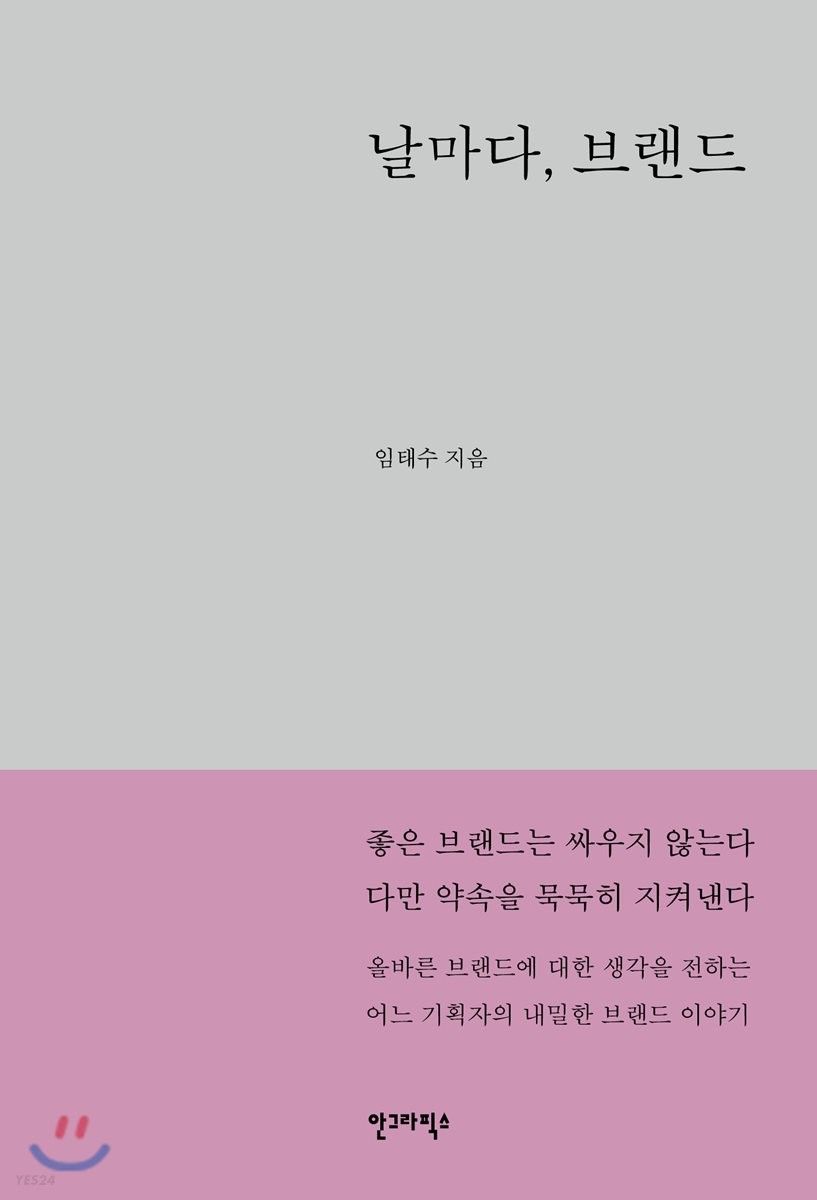 날마다, 브랜드
임태수 지음
좋은 브랜드는 싸우지 않는다
다만 약속을 묵묵히 지켜낸다
올바른 브랜드에 대한 생각을 전하는
어느 기획자의 내밀한 브랜드 이야기
안그라픽스
YES24